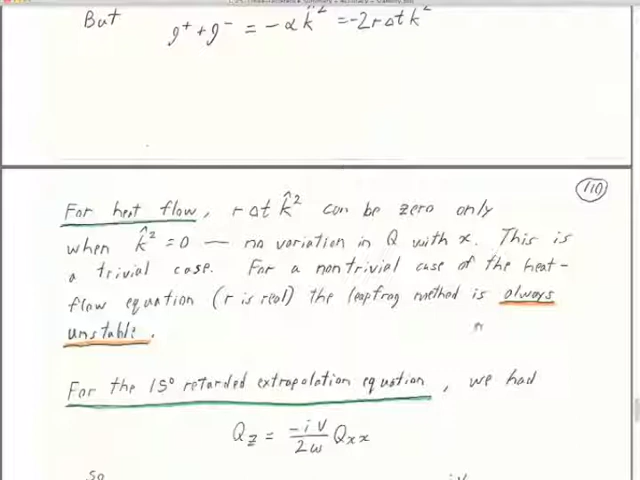 But g⁺ + g⁻ = -αk̂² = -2rΔtk̂²
110
For heat flow, rΔt k̂² can be zero only
when k̂² = 0 — no variation in Q with x. This is
a trivial case. For a nontrivial case of the heat-
flow equation (r is real) the leapfrog method is always
unstable.
For the 15° retarded extrapolation equation, we had
Q_z = -iv/2ω Q_xx
So iv